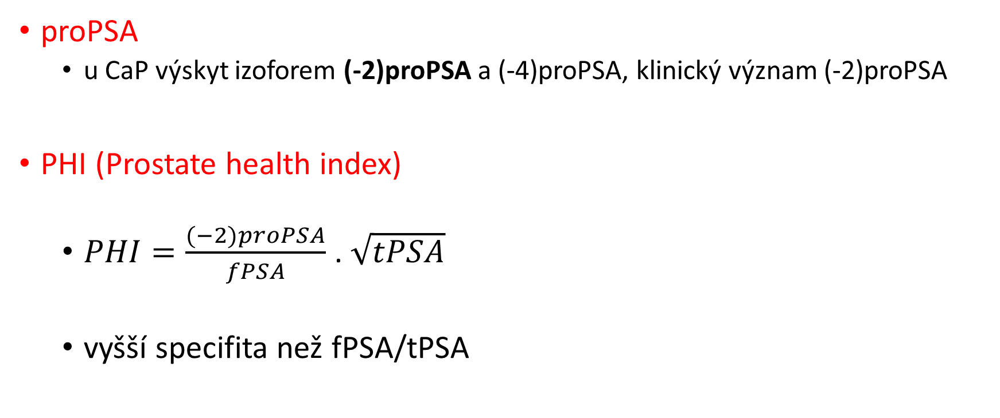 • proPSA
• u CaP výskyt izoforem (-2)proPSA a (-4)proPSA, klinický význam (-2)proPSA
• PHI (Prostate health index)
• PHI = \frac{(−2)proPSA}{fPSA} . \sqrt{tPSA}
• vyšší specifita než fPSA/tPSA